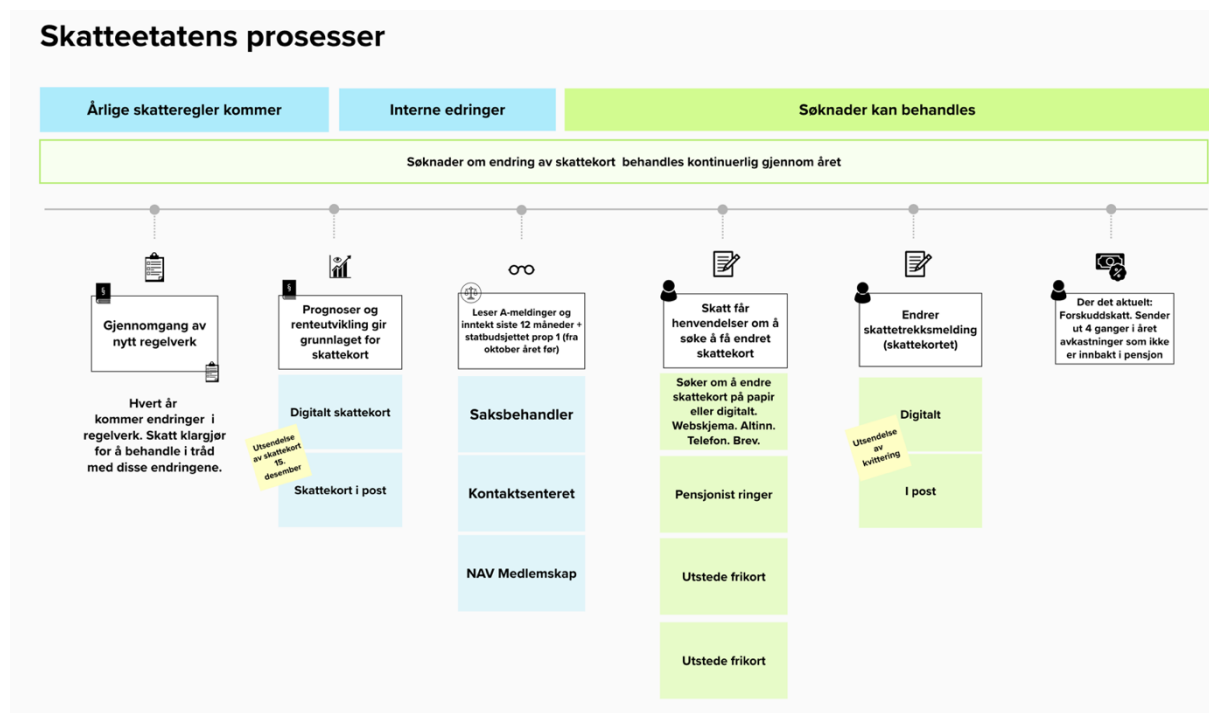 Skatteetatens prosesser
Årlige skatteregler kommer
Interne edringer
Søknader kan behandles
Søknader om endring av skattekort behandles kontinuerlig gjennom året
§
Gjennomgang av
nytt regelverk
Hvert år
kommer endringer i
regelverk. Skatt klargjør
for å behandle i tråd
med disse endringene.
§
Prognoser og
renteutvikling gir
grunnlaget for
skattekort
Digitalt skattekort
Utsendelse
av skattekort
15.
desember
Skattekort i post
Leser A-meldinger og
inntekt siste 12 måneder +
statbudsjettet prop 1 (fra
oktober året før)
Saksbehandler
Kontaktsenteret
NAV Medlemskap
Skatt får
henvendelser om å
søke å få endret
skattekort
Søker om å endre
skattekort på papir
eller digitalt.
Webskjema. Altinn.
Telefon. Brev.
Pensjonist ringer
Utstede frikort
Utstede frikort
Endrer
skattetrekksmelding
(skattekortet)
Digitalt
Utsendelse
av
kvittering
I post
Der det aktuelt:
Forskuddskatt. Sender
ut 4 ganger i året
avkastninger som ikke
er innbakt i pensjon